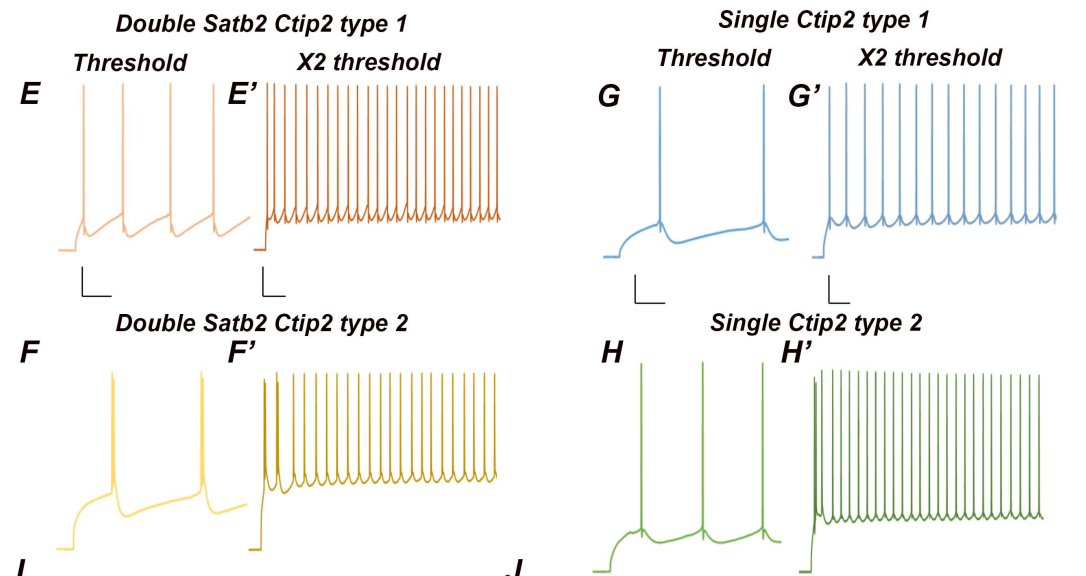 Double Satb2 Ctip2 type 1
Single Ctip2 type 1
Threshold
X2 threshold
Threshold
X2 threshold
E
E’
G
G’
Double Satb2 Ctip2 type 2
Single Ctip2 type 2
F
F’
H
H’